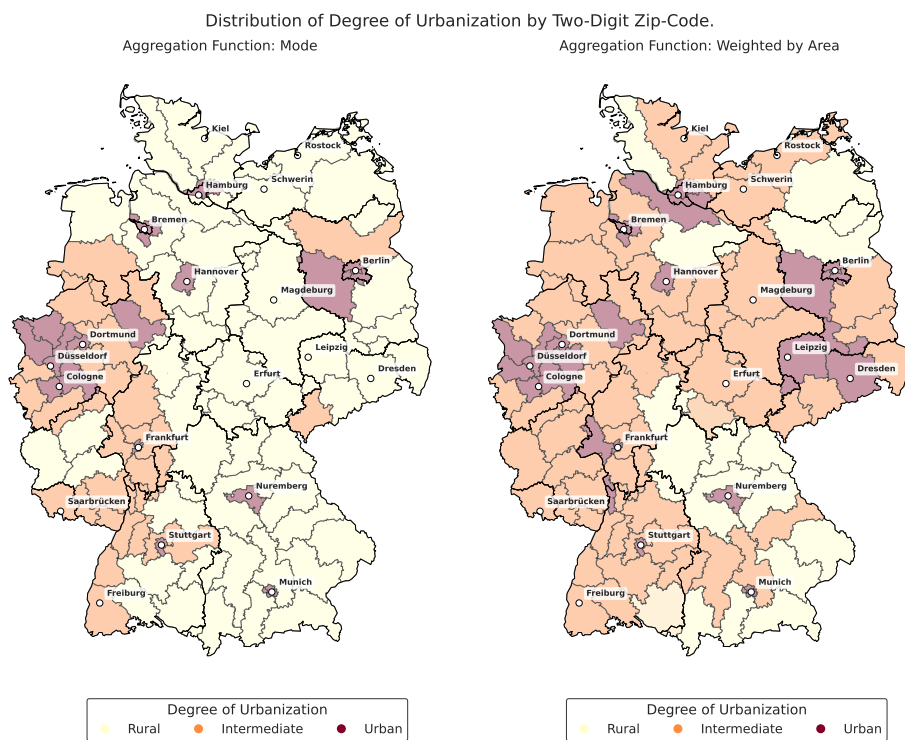 Distribution of Degree of Urbanization by Two-Digit Zip-Code.
Aggregation Function: Mode
Kiel
Rostock
Hamburg
Schwerin
Bremen
Berlin
Hannover
Magdeburg
Dortmund
Düsseldorf
Leipzig
Cologne
Erfurt
Dresden
Frankfurt
Nuremberg
Saarbrücken
Stuttgart
Munich
Freiburg
Degree of Urbanization
Rural Intermediate Urban
Aggregation Function: Weighted by Area
Kiel
Rostock
Hamburg
Schwerin
Bremen
Berlin
Hannover
Magdeburg
Dortmund
Düsseldorf
Leipzig
Cologne
Erfurt
Dresden
Frankfurt
Nuremberg
Saarbrücken
Stuttgart
Munich
Freiburg
Degree of Urbanization
Rural Intermediate Urban